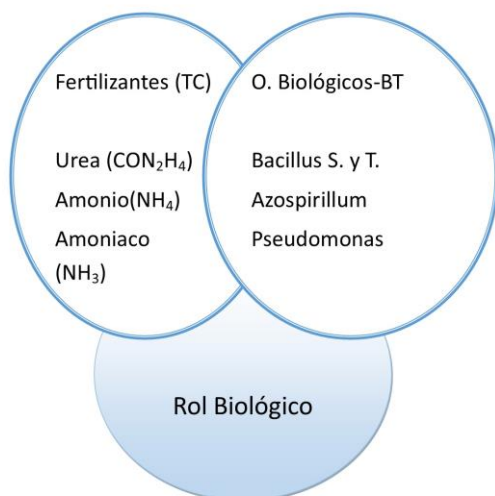 Fertilizantes (TC)
Urea (CON₂H₄)
Amonio(NH₄)
Amoniaco
(NH₃)
O. Biológicos-BT
Bacillus S. y T.
Azospirillum
Pseudomonas
Rol Biológico